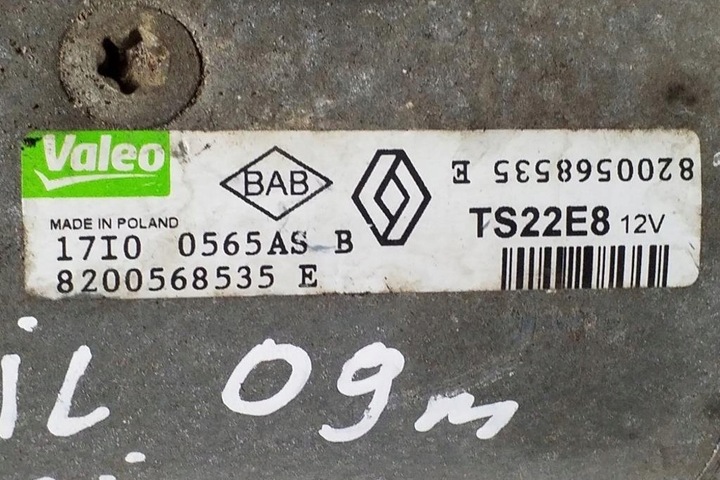 Valeo
BAB
8200568535 E
MADE IN POLAND
TS22E8 12V
17I0 0565AS B
8200568535 E
09m